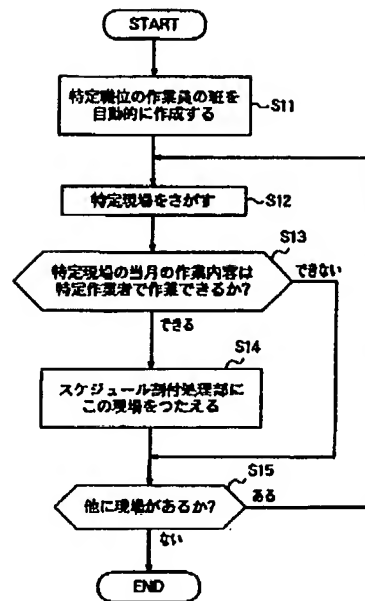 START
特定職位の作業員の班を
自動的に作成する
S11
特定現場をさがす
S12
S13
特定現場の当月の作業内容は
特定作業者で作業できるか?
できない
できる
S14
スケジュール割付処理部に
この現場をつたえる
S15
他に現場があるか?
ある
ない
END